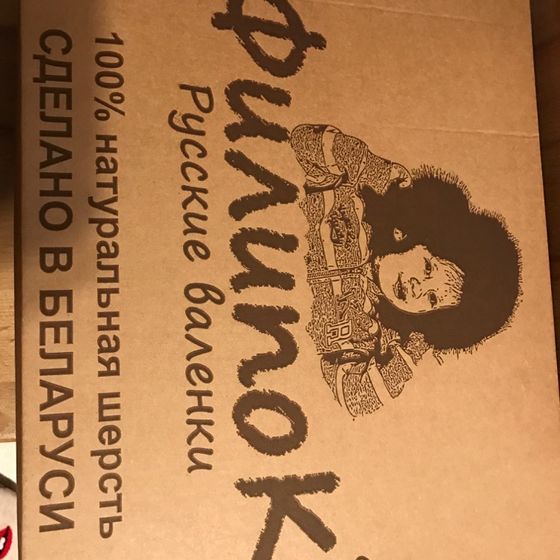 Филипок
Русские валенки
100% натуральная шерсть
СДЕЛАНО В БЕЛАРУСИ